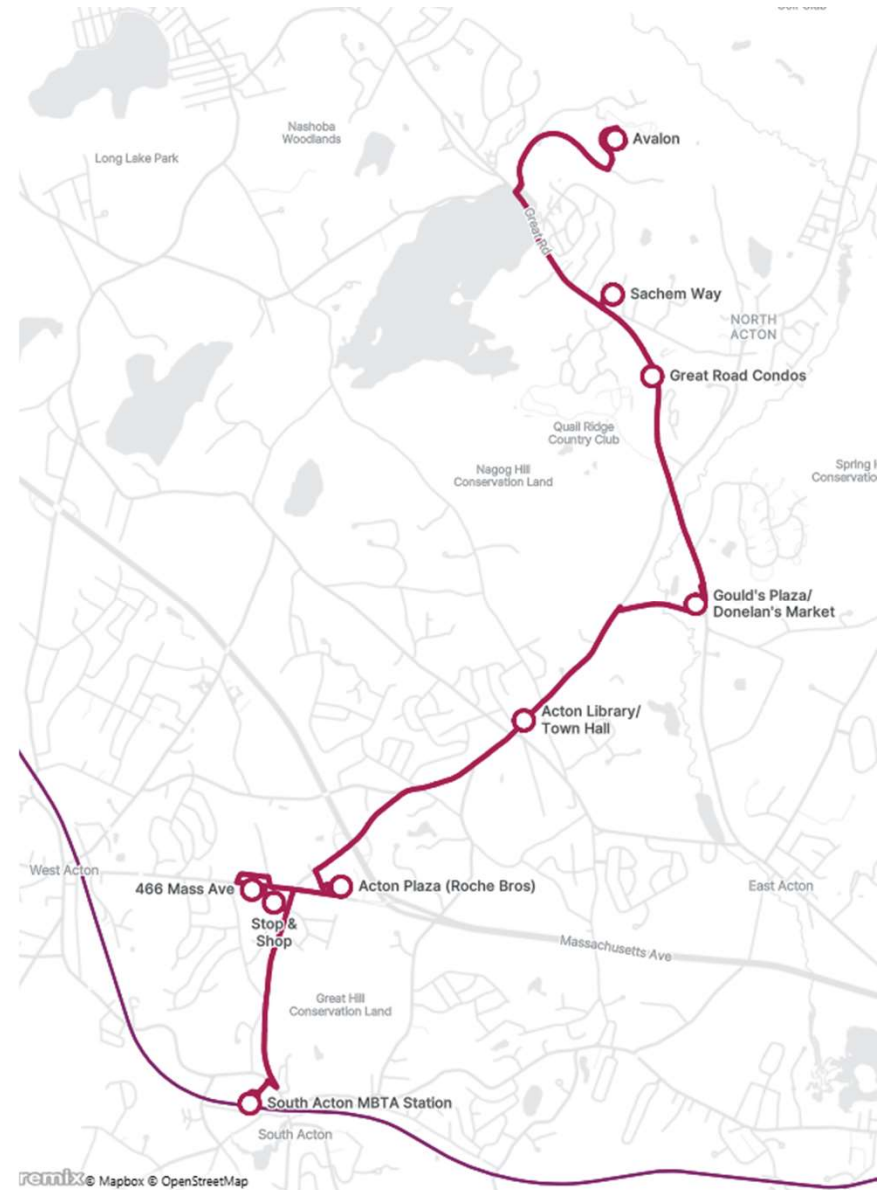 Nashoba
Woodlands
Long Lake Park
Avalon
Great Rd
Sachem Way
NORTH
ACTON
Great Road Condos
Quail Ridge
Country Club
Nagog Hill
Conservation Land
Gould's Plaza/
Donelan's Market
Acton Library/
Town Hall
West Acton
466 Mass Ave
Acton Plaza (Roche Bros)
East Acton
Stop &
Shop
Massachusetts Ave
Great Hill
Conservation Land
South Acton MBTA Station
South Acton
remix© Mapbox © OpenStreetMap